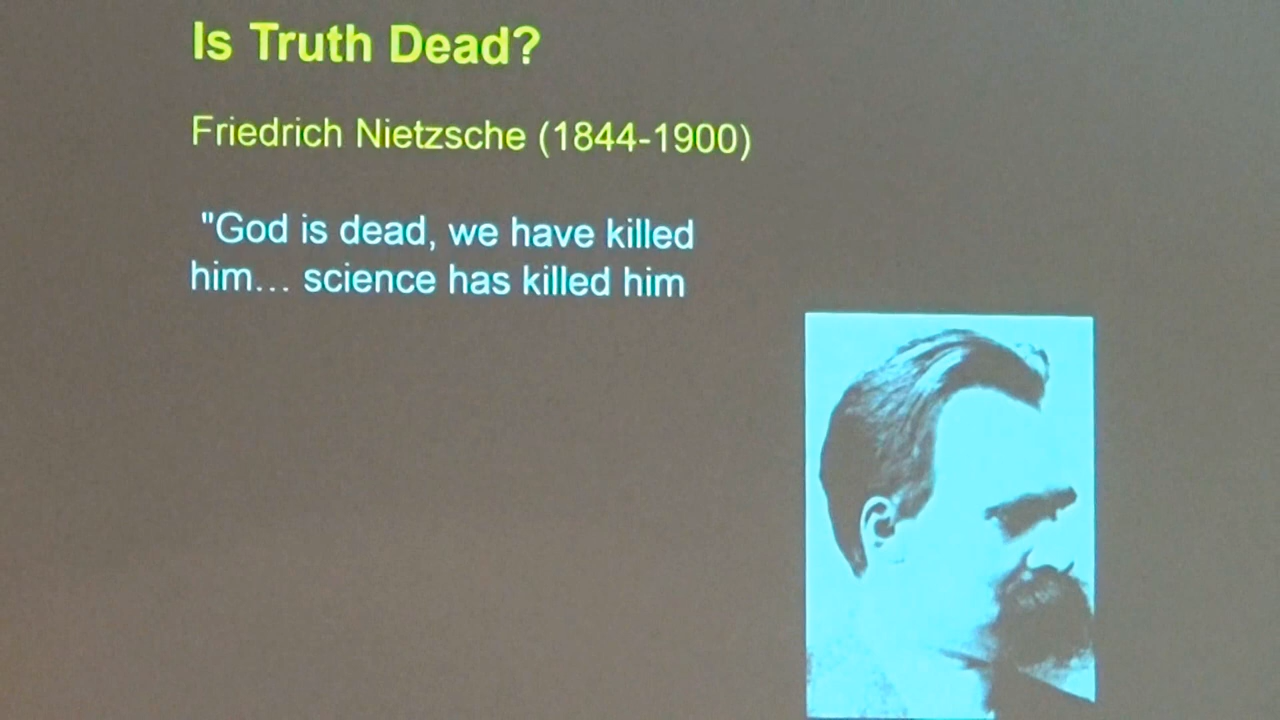 Is Truth Dead?
Friedrich Nietzsche (1844-1900)
"God is dead, we have killed
him... science has killed him